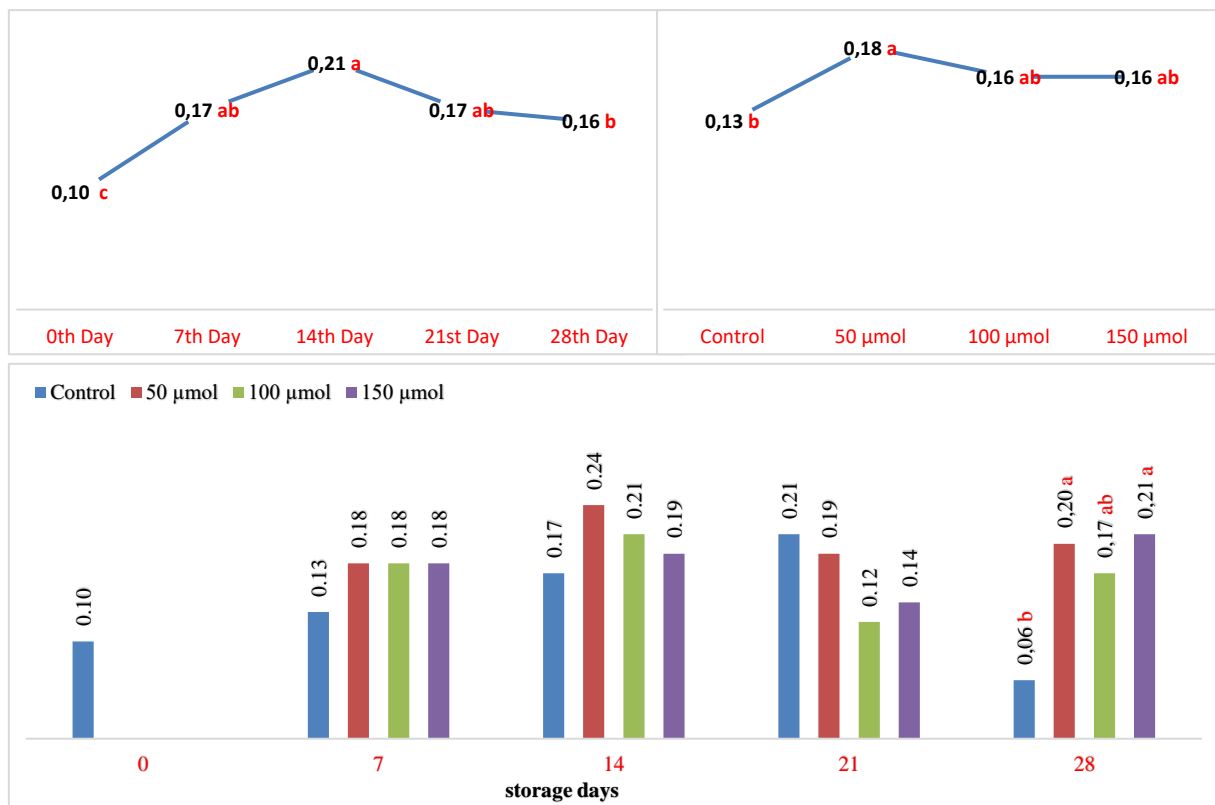 0,10 c
0,17 ab
0,21 a
0,17 ab
0,16 b
0th Day 7th Day 14th Day 21st Day 28th Day
0,13 b
0,18 a
0,16 ab
0,16 ab
Control 50 µmol 100 µmol 150 µmol
Control 50 µmol 100 µmol 150 µmol
0.10
0.13
0.18
0.18
0.18
0.17
0.24
0.21
0.19
0.21
0.19
0.12
0.14
0,06 b
0,20 a
0,17 ab
0,21 a
0 7 14 21 28
storage days